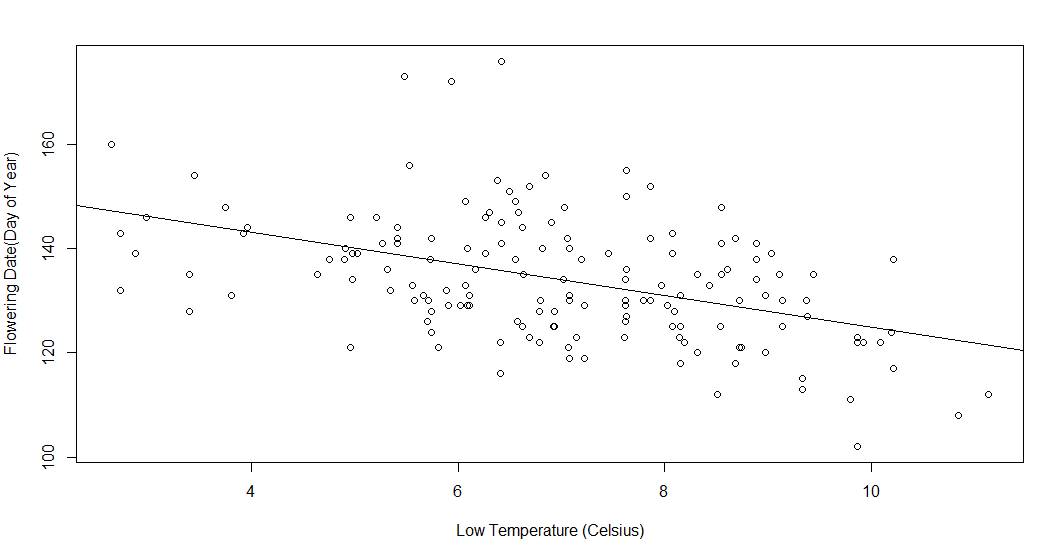 Flowering Date(Day of Year)
160
140
120
100
4 6 8 10
Low Temperature (Celsius)